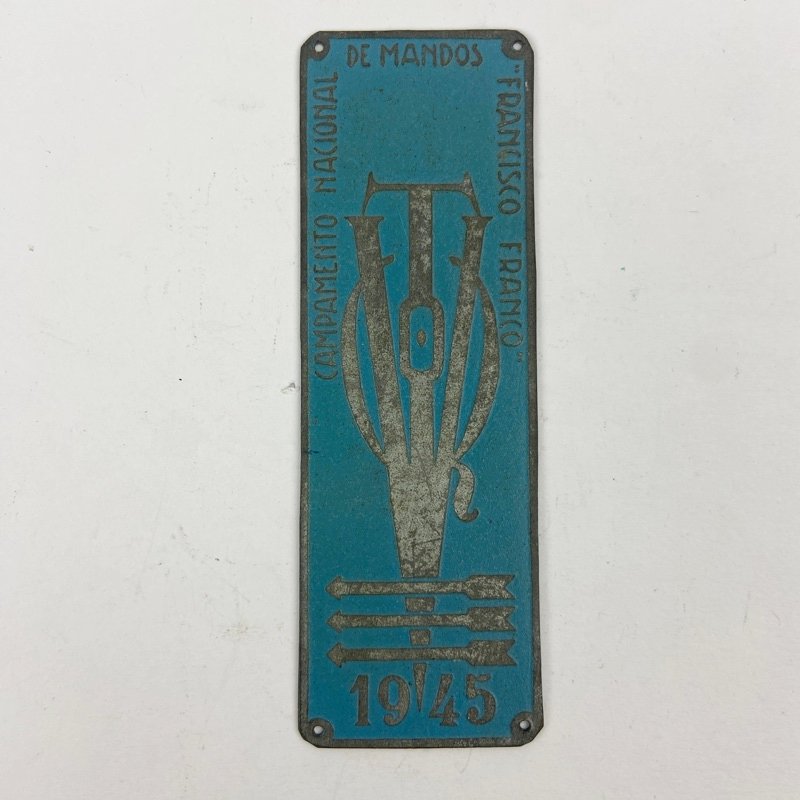 CAMPAMENTO NACIONAL
DE MANDOS
"FRANCISCO FRANCO"
1945